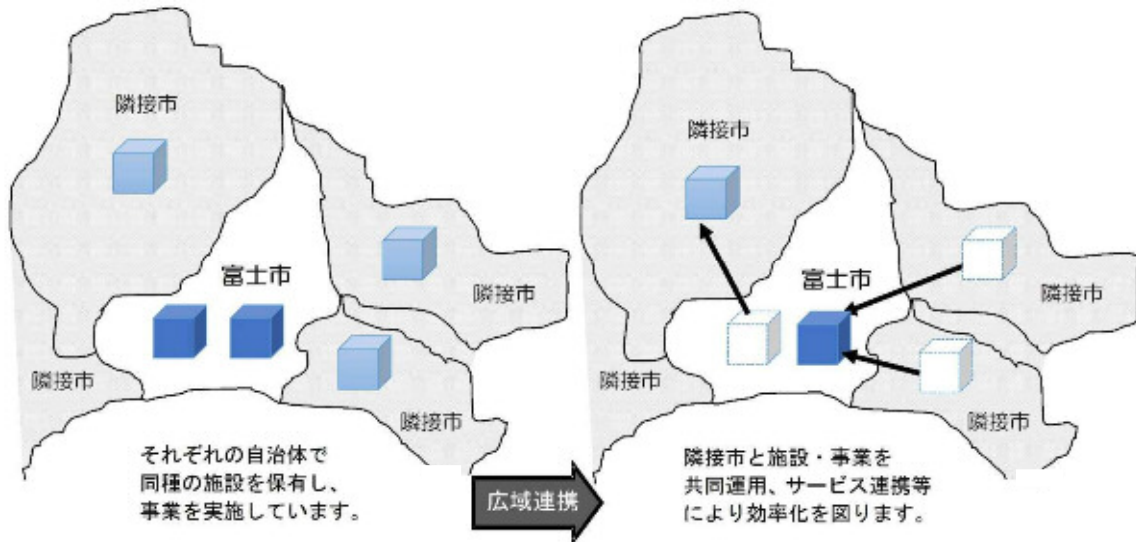 隣接市
富士市
隣接市
隣接市
隣接市
それぞれの自治体で
同種の施設を保有し、
事業を実施しています。
広域連携
隣接市
富士市
隣接市
隣接市
隣接市
隣接市と施設・事業を
共同運用、サービス連携等
により効率化を図ります。